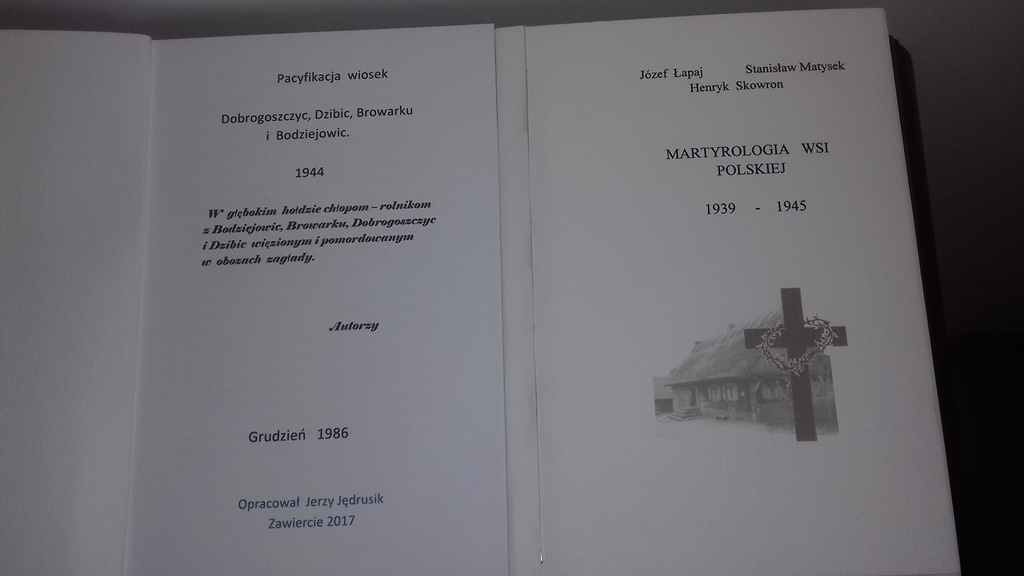 Pacyfikacja wiosek
Dobrogoszczyc, Dzibic, Browarku
i Bodziejowic.
1944
W głębokim hołdzie chłopom – rolnikom
z Bodziejowic, Browarku, Dobrogoszczyc
i Dzibic więzionym i pomordowanym
w obozach zagłady.
Autorzy
Grudzień 1986
Opracował Jerzy Jędrusik
Zawiercie 2017
Józef Łapaj Stanisław Matysek
Henryk Skowron
MARTYROLOGIA WSI
POLSKIEJ
1939 - 1945